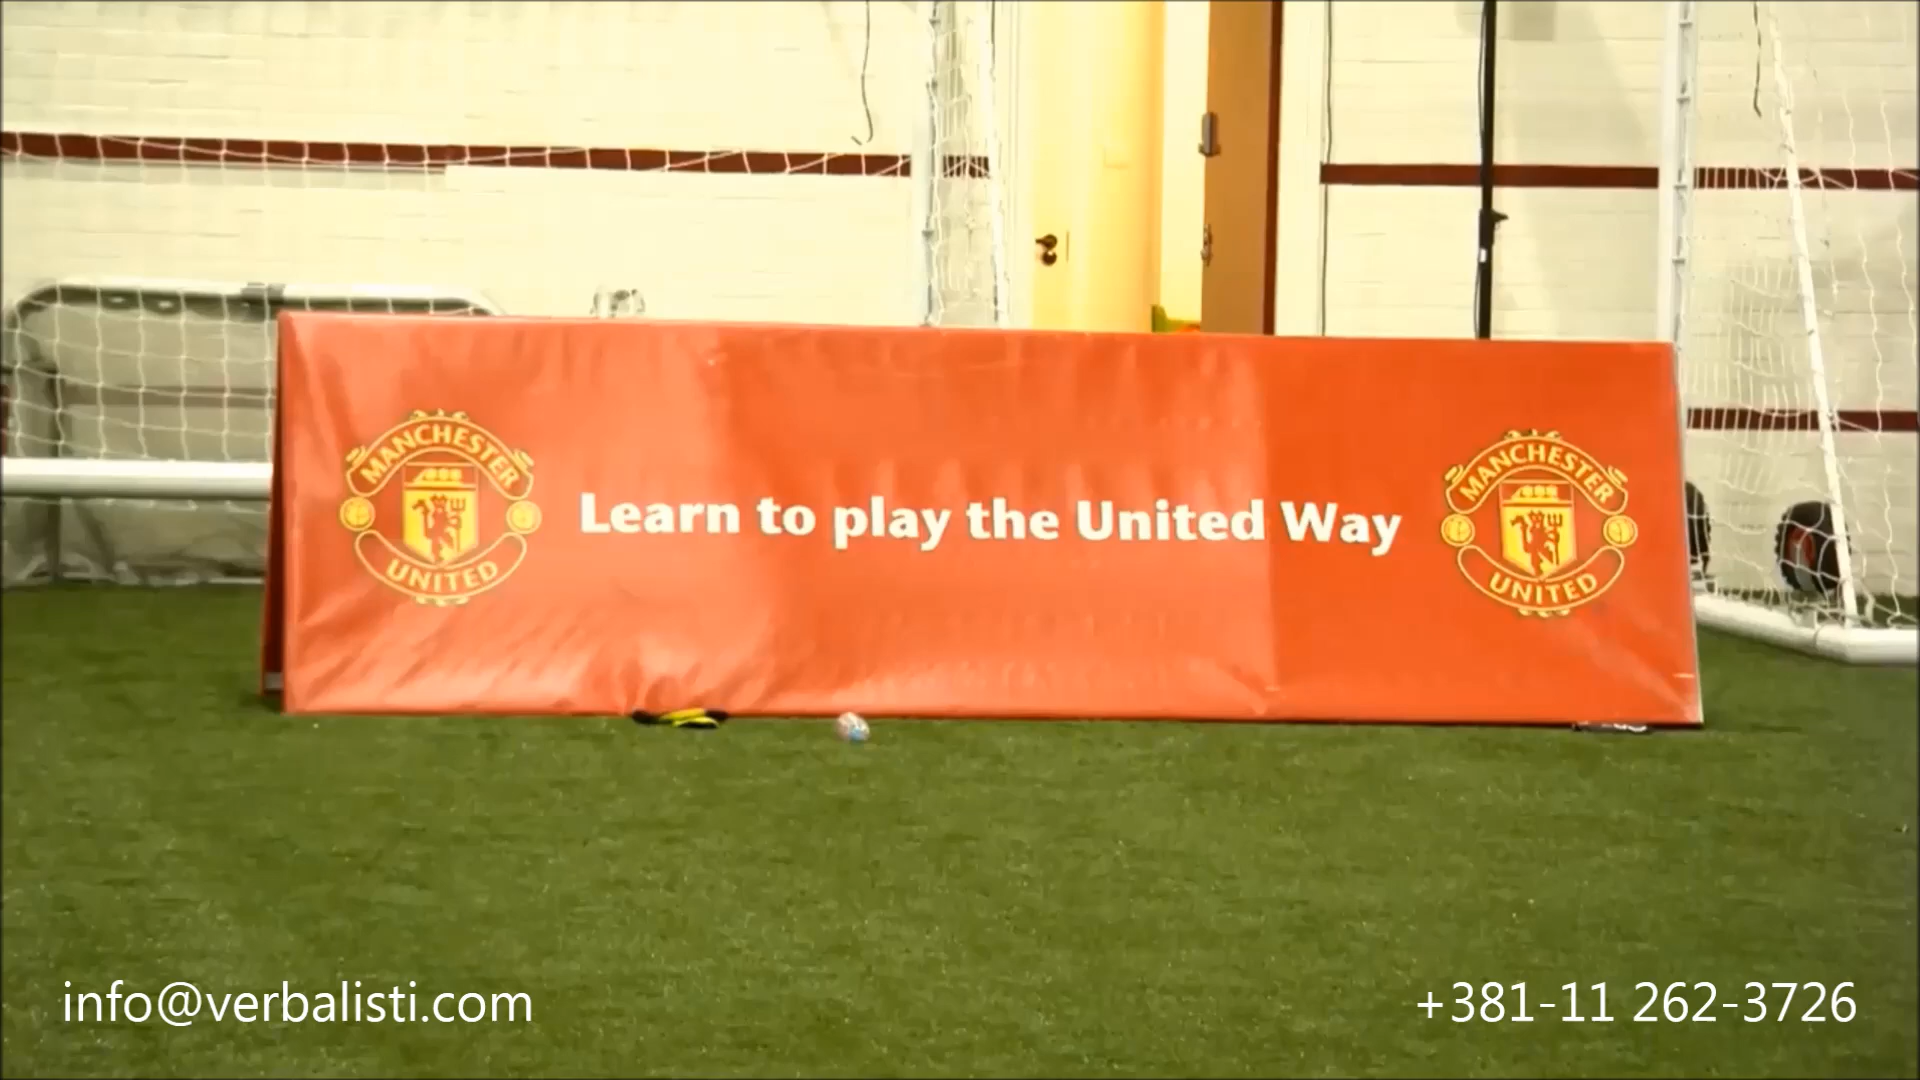 MANCHESTER
UNITED
Learn to play the United Way
MANCHESTER
UNITED
info@verbalisti.com
+381-11 262-3726